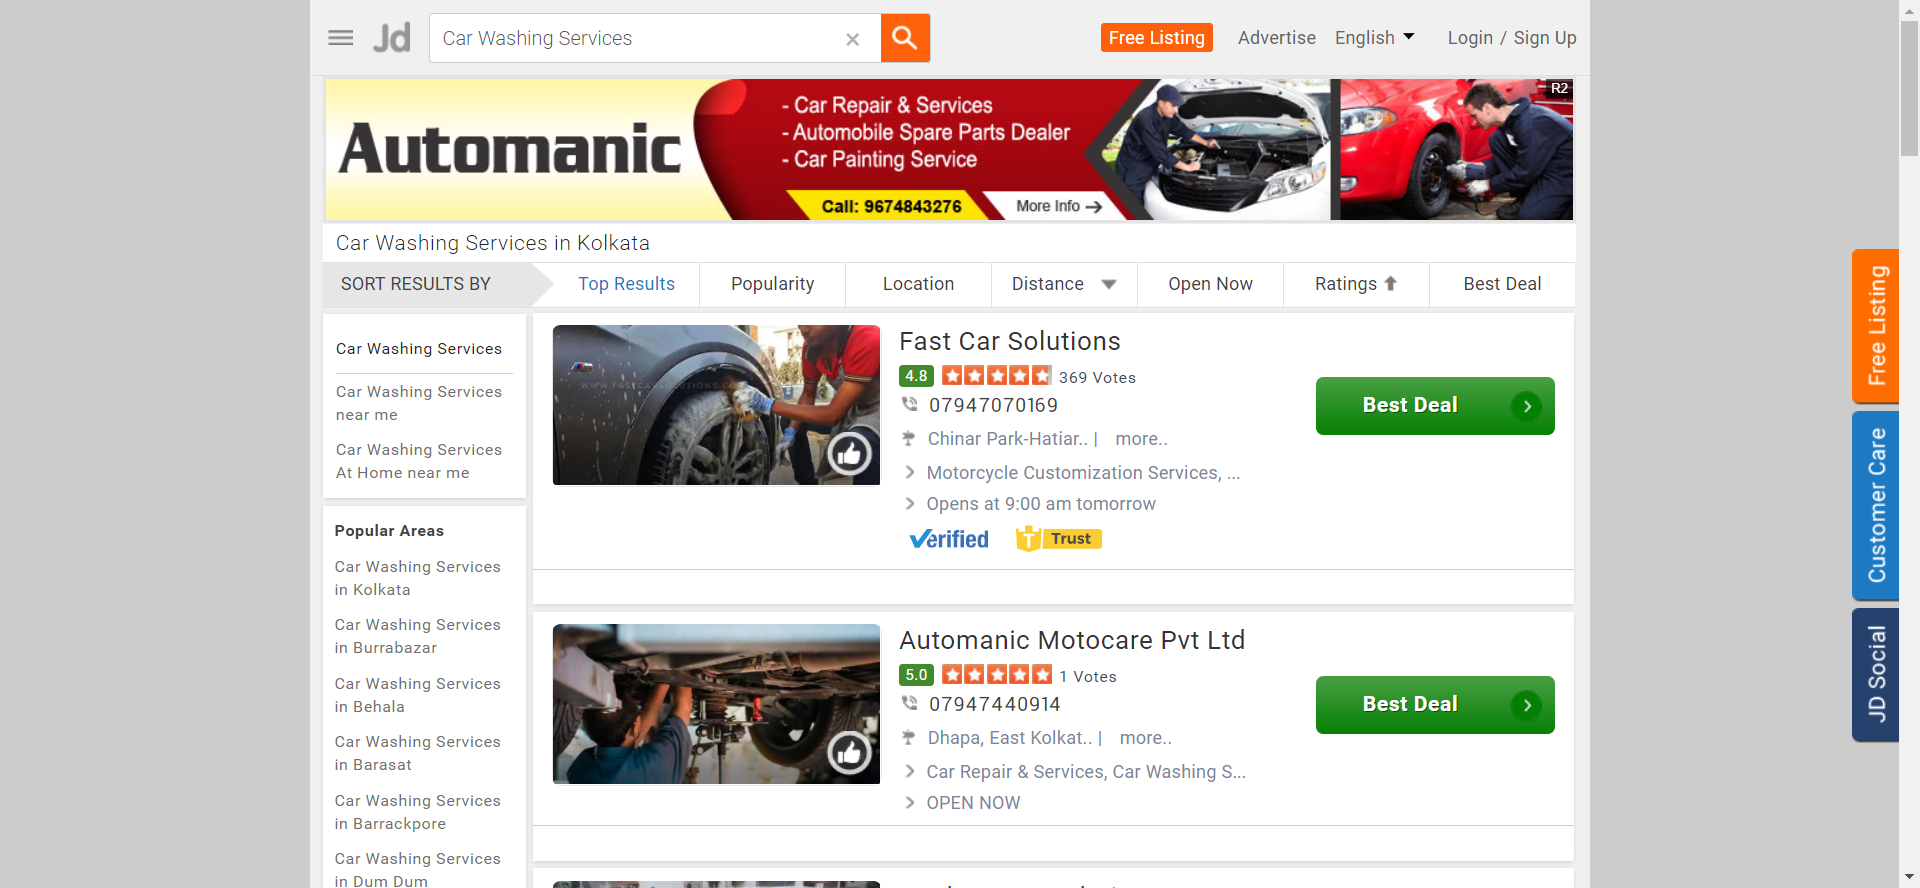 Jd
Car Washing Services
Free Listing
Advertise
English
Login / Sign Up
Automanic
- Car Repair & Services
- Automobile Spare Parts Dealer
- Car Painting Service
Call: 9674843276
More Info
R2
Car Washing Services in Kolkata
SORT RESULTS BY
Top Results
Popularity
Location
Distance
Open Now
Ratings
Best Deal
Car Washing Services
Car Washing Services
near me
Car Washing Services
At Home near me
Popular Areas
Car Washing Services
in Kolkata
Car Washing Services
in Burrabazar
Car Washing Services
in Behala
Car Washing Services
in Barasat
Car Washing Services
in Barrackpore
Car Washing Services
in Dum Dum
Fast Car Solutions
4.8
369 Votes
07947070169
Chinar Park-Hatiar.. |
more..
Motorcycle Customization Services, ...
Opens at 9:00 am tomorrow
Verified
T Trust
Best Deal
Automanic Motocare Pvt Ltd
5.0
1 Votes
07947440914
Dhapa, East Kolkat.. |
more..
Car Repair & Services, Car Washing S...
OPEN NOW
Best Deal
Free Listing
Customer Care
JD Social